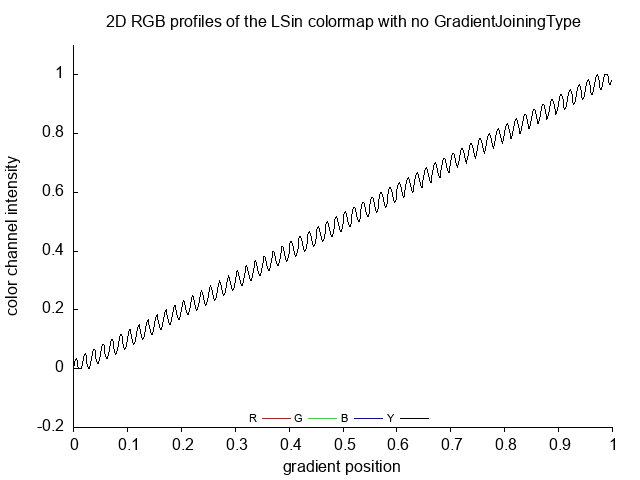 2D RGB profiles of the LSin colormap with no GradientJoiningType
color channel intensity
1
0.8
0.6
0.4
0.2
0
-0.2
R G B Y
0 0.1 0.2 0.3 0.4 0.5 0.6 0.7 0.8 0.9 1
gradient position